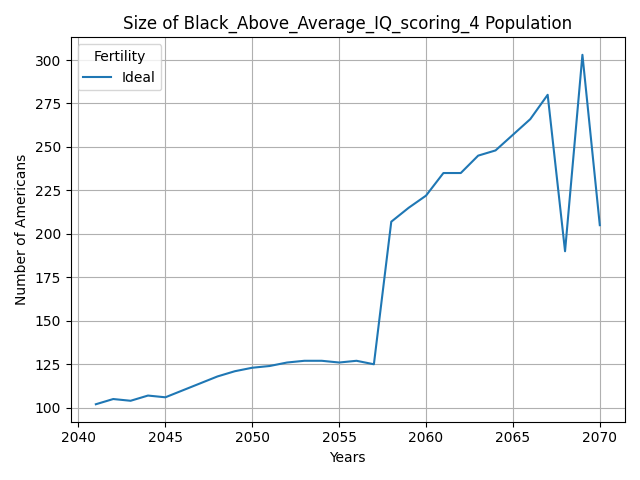 Size of Black_Above_Average_IQ_scoring_4 Population
Fertility
Ideal
Number of Americans
300
275
250
225
200
175
150
125
100
2040 2045 2050 2055 2060 2065 2070
Years